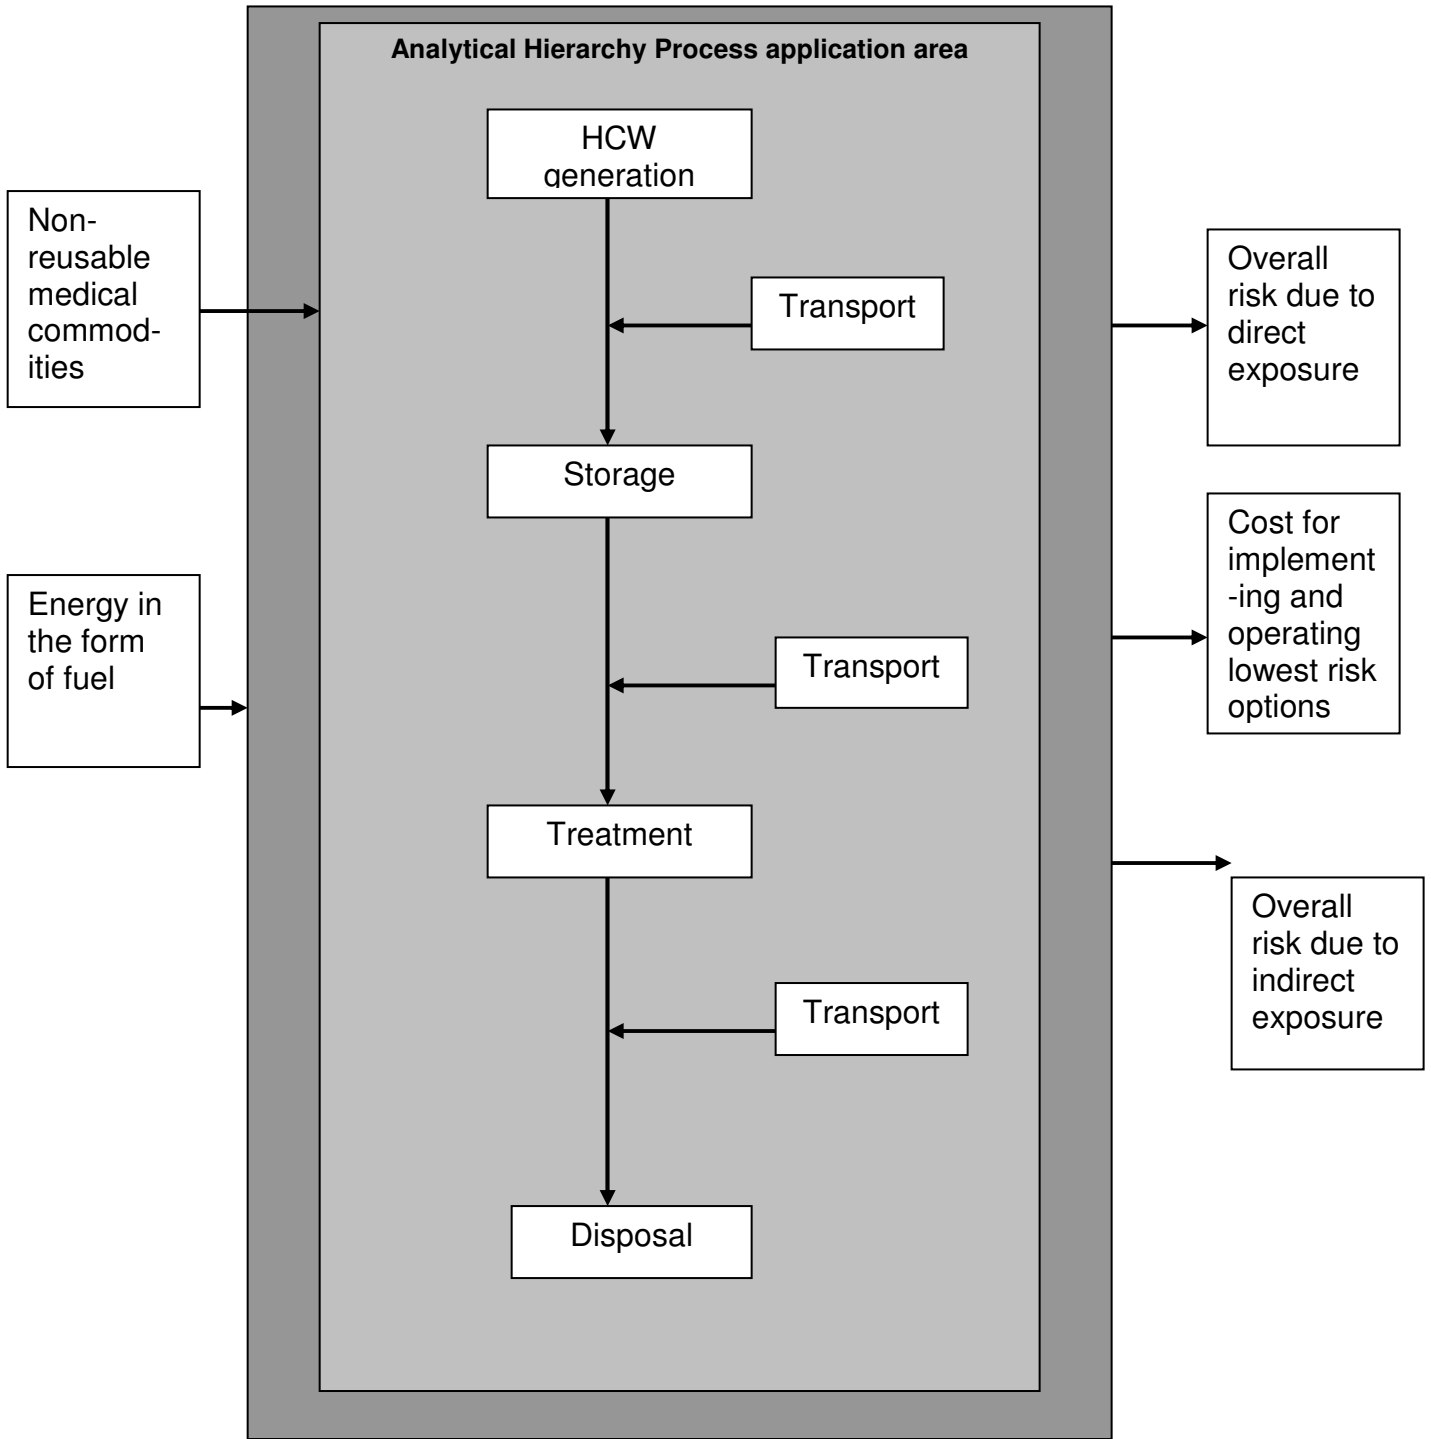 Analytical Hierarchy Process application area
HCW
generation
Non-
reusable
medical
commod-
ities
Transport
Overall
risk due to
direct
exposure
Storage
Cost for
implement
-ing and
operating
lowest risk
options
Energy in
the form
of fuel
Transport
Treatment
Overall
risk due to
indirect
exposure
Transport
Disposal